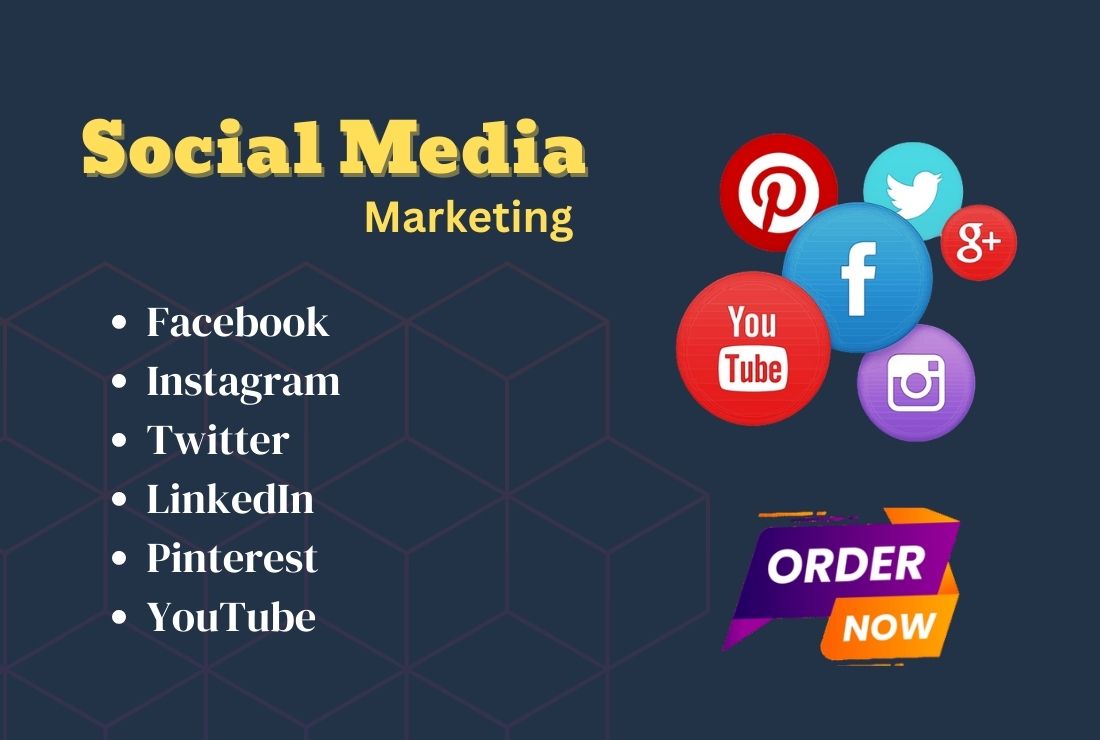 Social Media
Marketing
Facebook
Instagram
Twitter
LinkedIn
Pinterest
YouTube
g+
f
You
Tube
ORDER
NOW